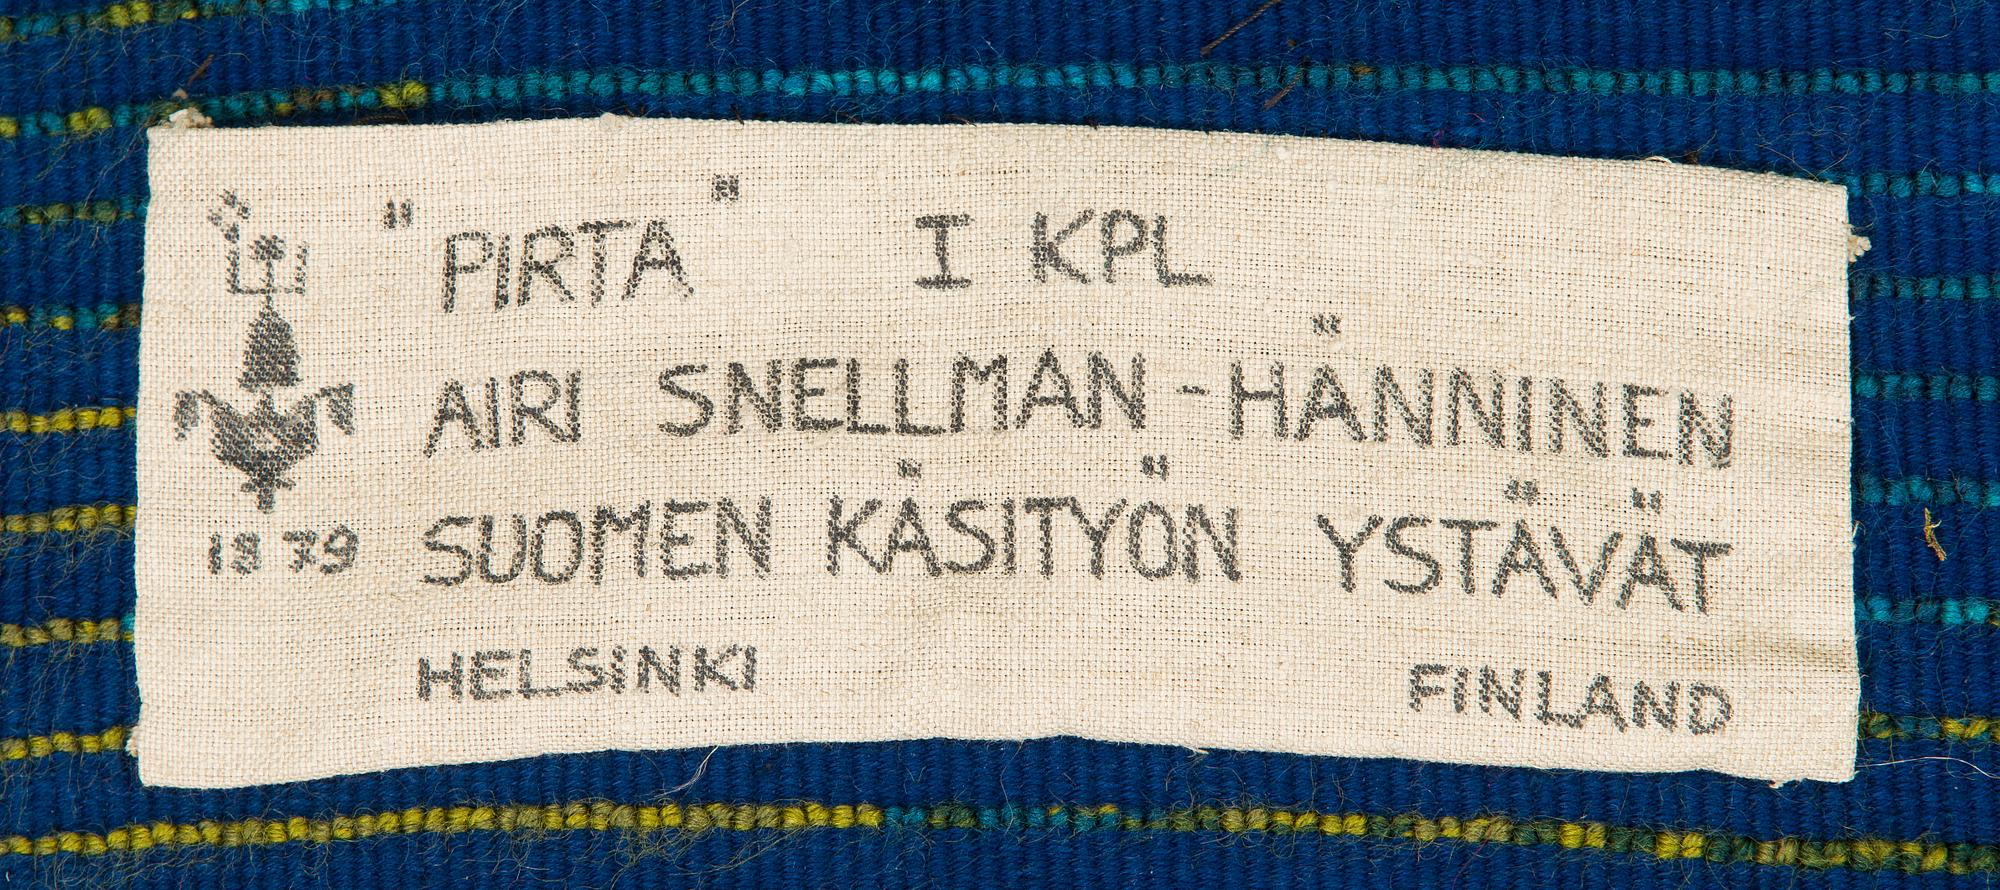 "PIRTA" I KPL
AIRI SNELLMAN-HÄNNINEN
SUOMEN KÄSITYÖN YSTÄVÄT
1879
HELSINKI FINLAND